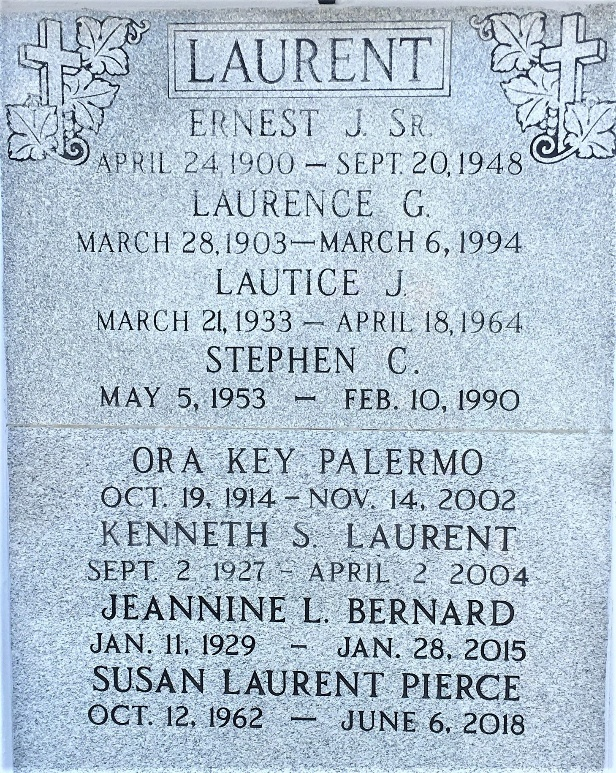 LAURENT
ERNEST J. SR.
APRIL 24, 1900 — SEPT. 20, 1948
LAURENCE G.
MARCH 28, 1903 — MARCH 6, 1994
LAUTICE J.
MARCH 21, 1933 — APRIL 18, 1964
STEPHEN C.
MAY 5, 1953 — FEB. 10, 1990
ORA KEY PALERMO
OCT. 19, 1914 – NOV. 14, 2002
KENNETH S. LAURENT
SEPT. 2 1927 – APRIL 2 2004
JEANNINE L. BERNARD
JAN. 11, 1929 — JAN. 28, 2015
SUSAN LAURENT PIERCE
OCT. 12, 1962 — JUNE 6, 2018